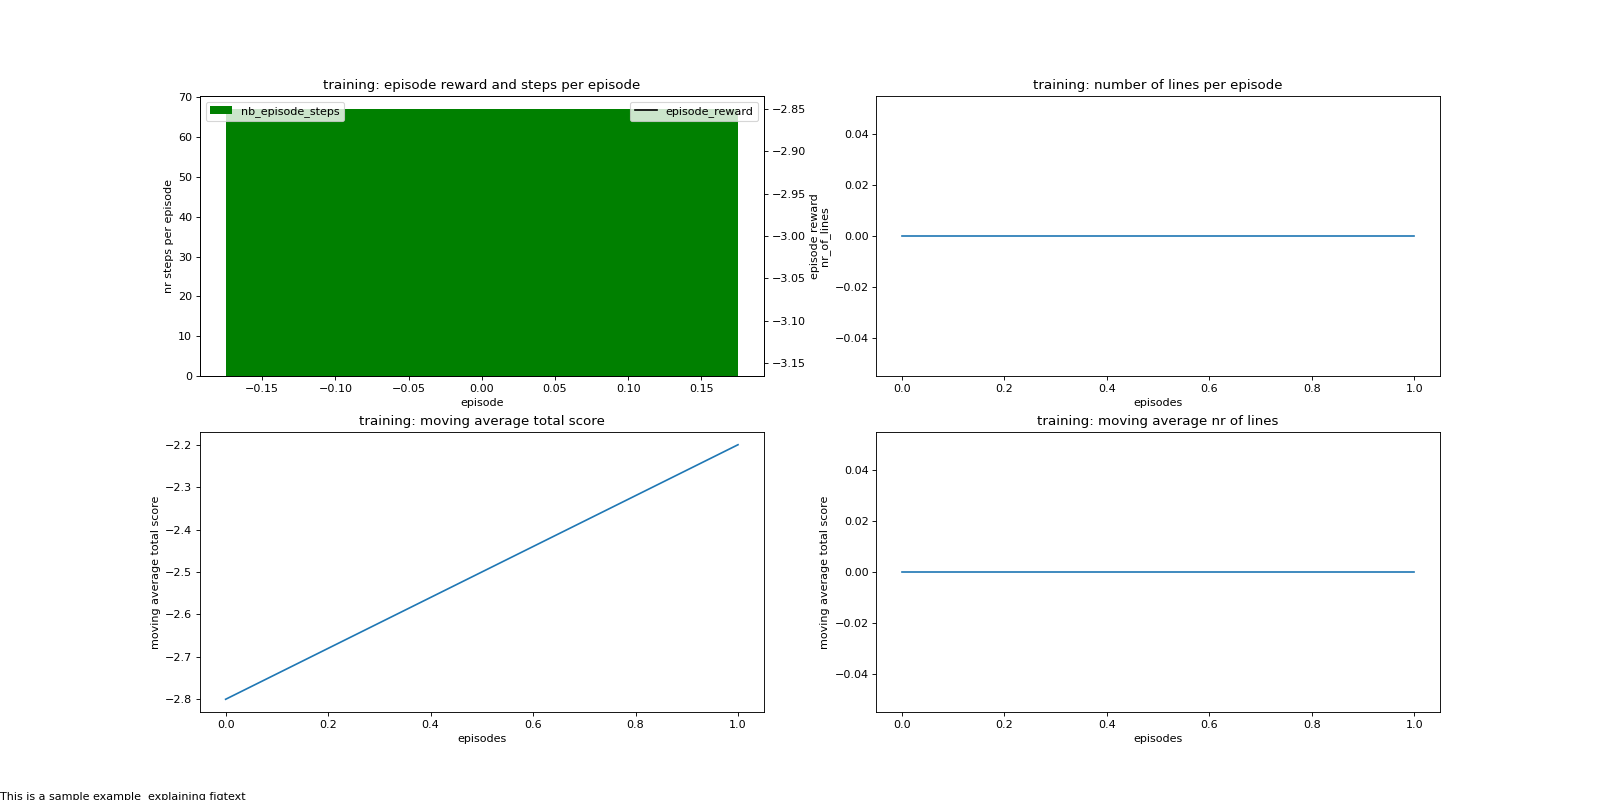 training: episode reward and steps per episode
nb_episode_steps
episode_reward
nr steps per episode
70
60
50
40
30
20
10
0
−2.85
−2.90
−2.95
−3.00
−3.05
−3.10
−3.15
episode reward
−0.15 −0.10 −0.05 0.00 0.05 0.10 0.15
episode
training: number of lines per episode
nr_of_lines
0.04
0.02
0.00
−0.02
−0.04
0.0 0.2 0.4 0.6 0.8 1.0
episodes
training: moving average total score
moving average total score
−2.2
−2.3
−2.4
−2.5
−2.6
−2.7
−2.8
0.0 0.2 0.4 0.6 0.8 1.0
episodes
training: moving average nr of lines
moving average total score
0.04
0.02
0.00
−0.02
−0.04
0.0 0.2 0.4 0.6 0.8 1.0
episodes
This is a sample example  explaining figtext